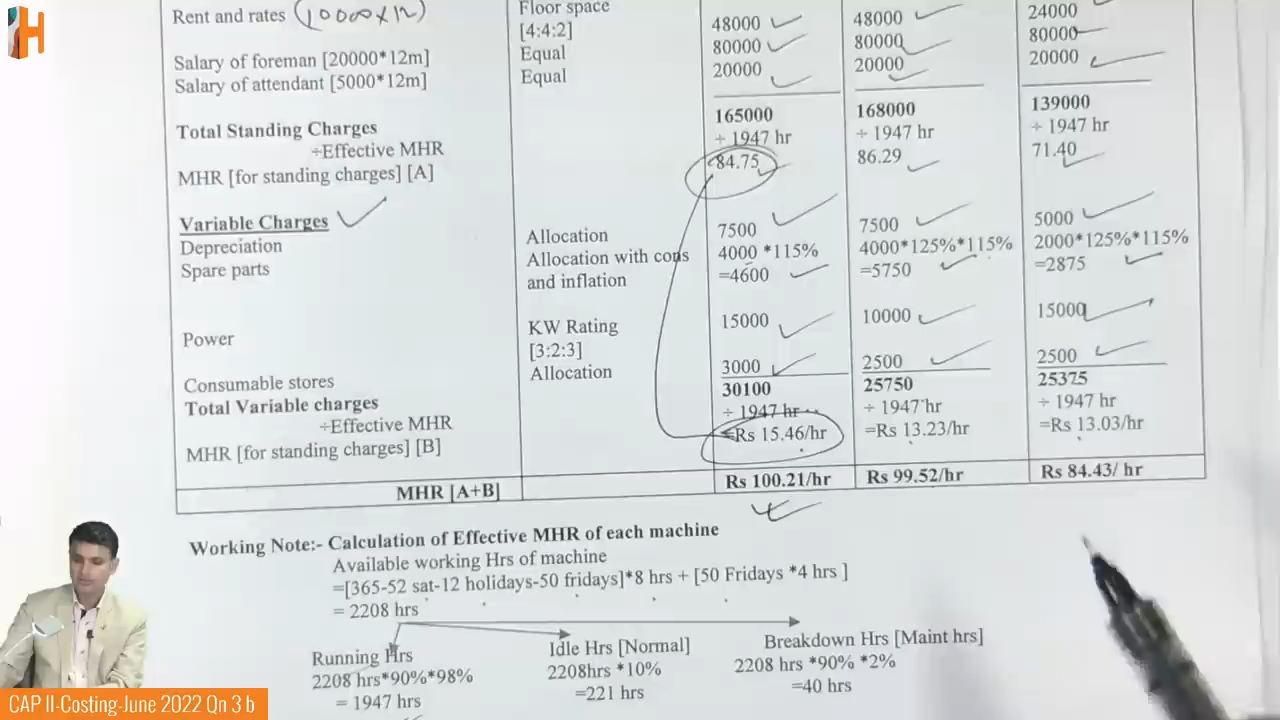 H
Rent and rates (10000x12) Floor space 48000 48000 24000
[4:4:2] 80000 80000 80000
Salary of foreman [20000*12m] Equal 20000 20000 20000
Salary of attendant [5000*12m] Equal
165000 168000 139000
Total Standing Charges ÷ 1947 hr ÷ 1947 hr ÷ 1947 hr
÷Effective MHR 84.75 86.29 71.40
MHR [for standing charges] [A]
Variable Charges 7500 7500 5000
Depreciation Allocation 4000 *115% 4000*125%*115% 2000*125%*115%
Spare parts Allocation with cons =4600 =5750 =2875
and inflation
Power KW Rating 15000 10000 15000
[3:2:3]
Consumable stores Allocation 3000 2500 2500
Total Variable charges 30100 25750 25375
÷Effective MHR ÷ 1947 hr ÷ 1947 hr ÷ 1947 hr
MHR [for standing charges] [B] =Rs 15.46/hr =Rs 13.23/hr =Rs 13.03/hr
MHR [A+B] Rs 100.21/hr Rs 99.52/hr Rs 84.43/ hr
Working Note:- Calculation of Effective MHR of each machine
Available working Hrs of machine
=[365-52 sat-12 holidays-50 fridays]*8 hrs + [50 Fridays *4 hrs ]
= 2208 hrs
Running Hrs Idle Hrs [Normal] Breakdown Hrs [Maint hrs]
2208 hrs*90%*98% 2208hrs *10% 2208 hrs *90% *2%
= 1947 hrs =221 hrs =40 hrs
CAP II-Costing-June 2022 Qn 3 b